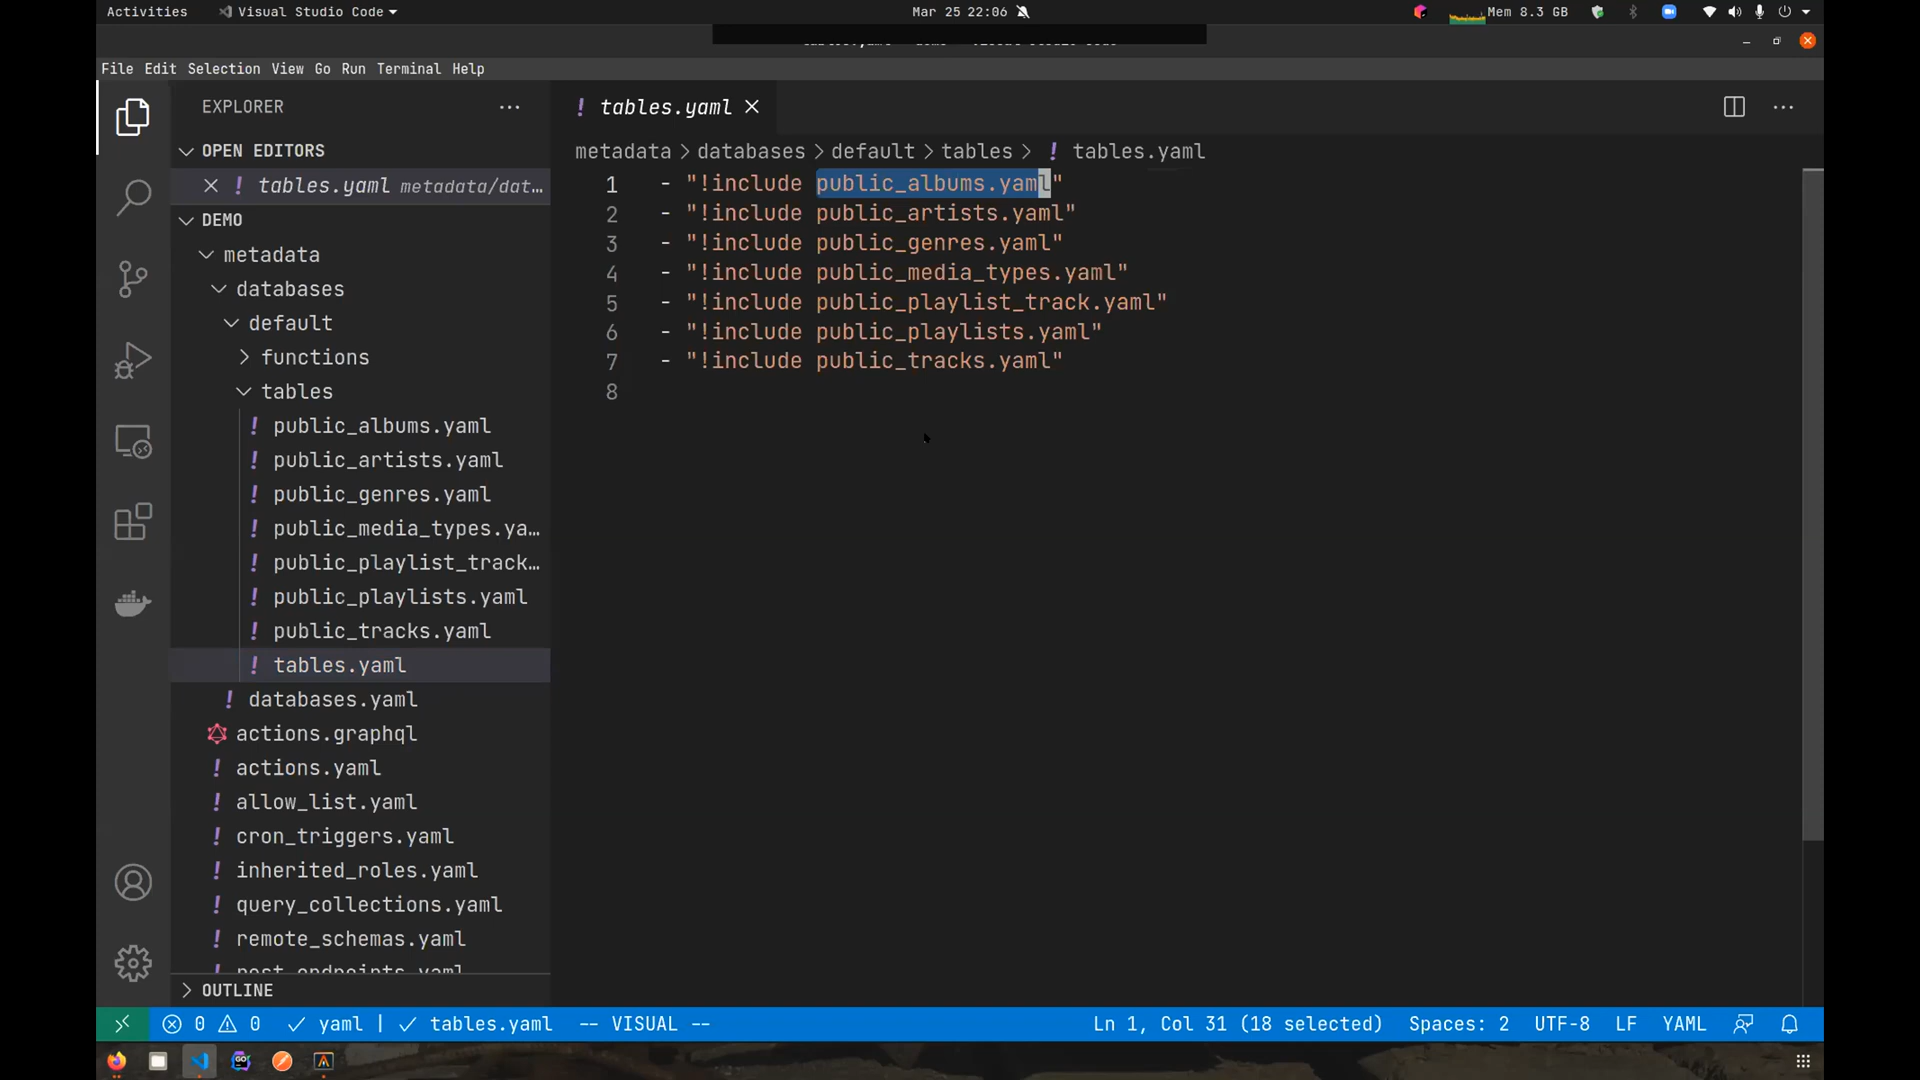 Activities
Visual Studio Code
Mar 25 22:06
Mem 8.3 GB
File Edit Selection View Go Run Terminal Help
EXPLORER
OPEN EDITORS
! tables.yaml metadata/dat...
DEMO
metadata
databases
default
functions
tables
! public_albums.yaml
! public_artists.yaml
! public_genres.yaml
! public_media_types.ya...
! public_playlist_track...
! public_playlists.yaml
! public_tracks.yaml
! tables.yaml
! databases.yaml
actions.graphql
! actions.yaml
! allow_list.yaml
! cron_triggers.yaml
! inherited_roles.yaml
! query_collections.yaml
! remote_schemas.yaml
OUTLINE
! tables.yaml
metadata > databases > default > tables > ! tables.yaml
1 - "!include public_albums.yaml"
2 - "!include public_artists.yaml"
3 - "!include public_genres.yaml"
4 - "!include public_media_types.yaml"
5 - "!include public_playlist_track.yaml"
6 - "!include public_playlists.yaml"
7 - "!include public_tracks.yaml"
8
0 0 yaml | tables.yaml -- VISUAL -- Ln 1, Col 31 (18 selected) Spaces: 2 UTF-8 LF YAML